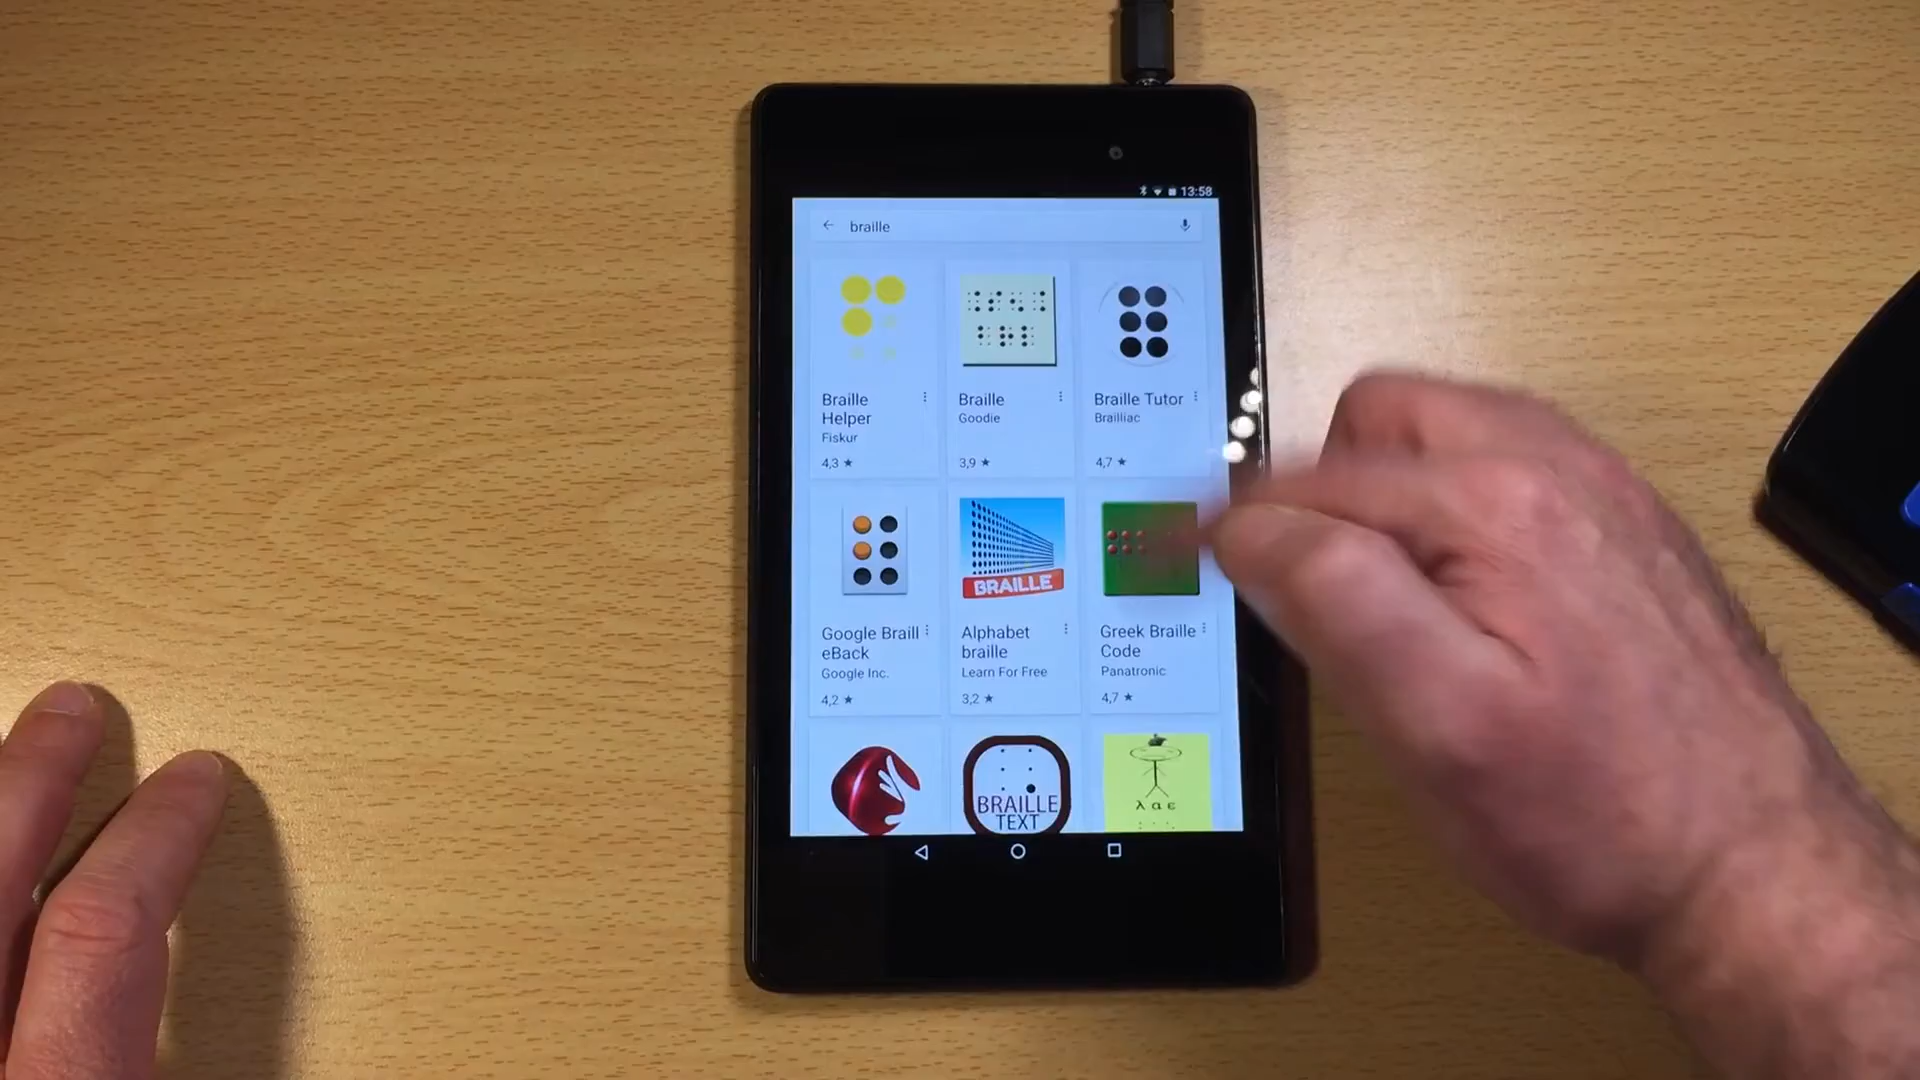 13:58
braille
Braille
Helper
Fiskur
4,3 ★
Braille
Goodie
3,9 ★
Braille Tutor
Brailliac
4,7 ★
BRAILLE
Google Braill
eBack
Google Inc.
4,2 ★
Alphabet
braille
Learn For Free
3,2 ★
Greek Braille
Code
Panatronic
4,7 ★
BRAILLE
TEXT
λ α ε